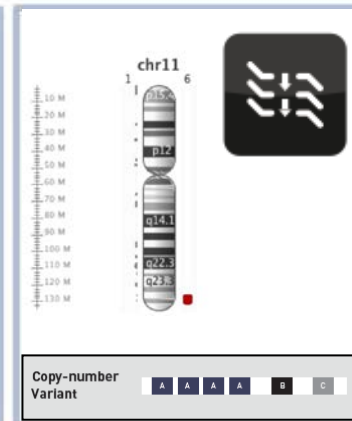 chr11
1 6
10 M
20 M
30 M
40 M
50 M
60 M
70 M
80 M
90 M
100 M
110 M
120 M
130 M
p15.4
p12
q14.1
q22.3
q23.3
Copy-number
Variant
A A A A B C